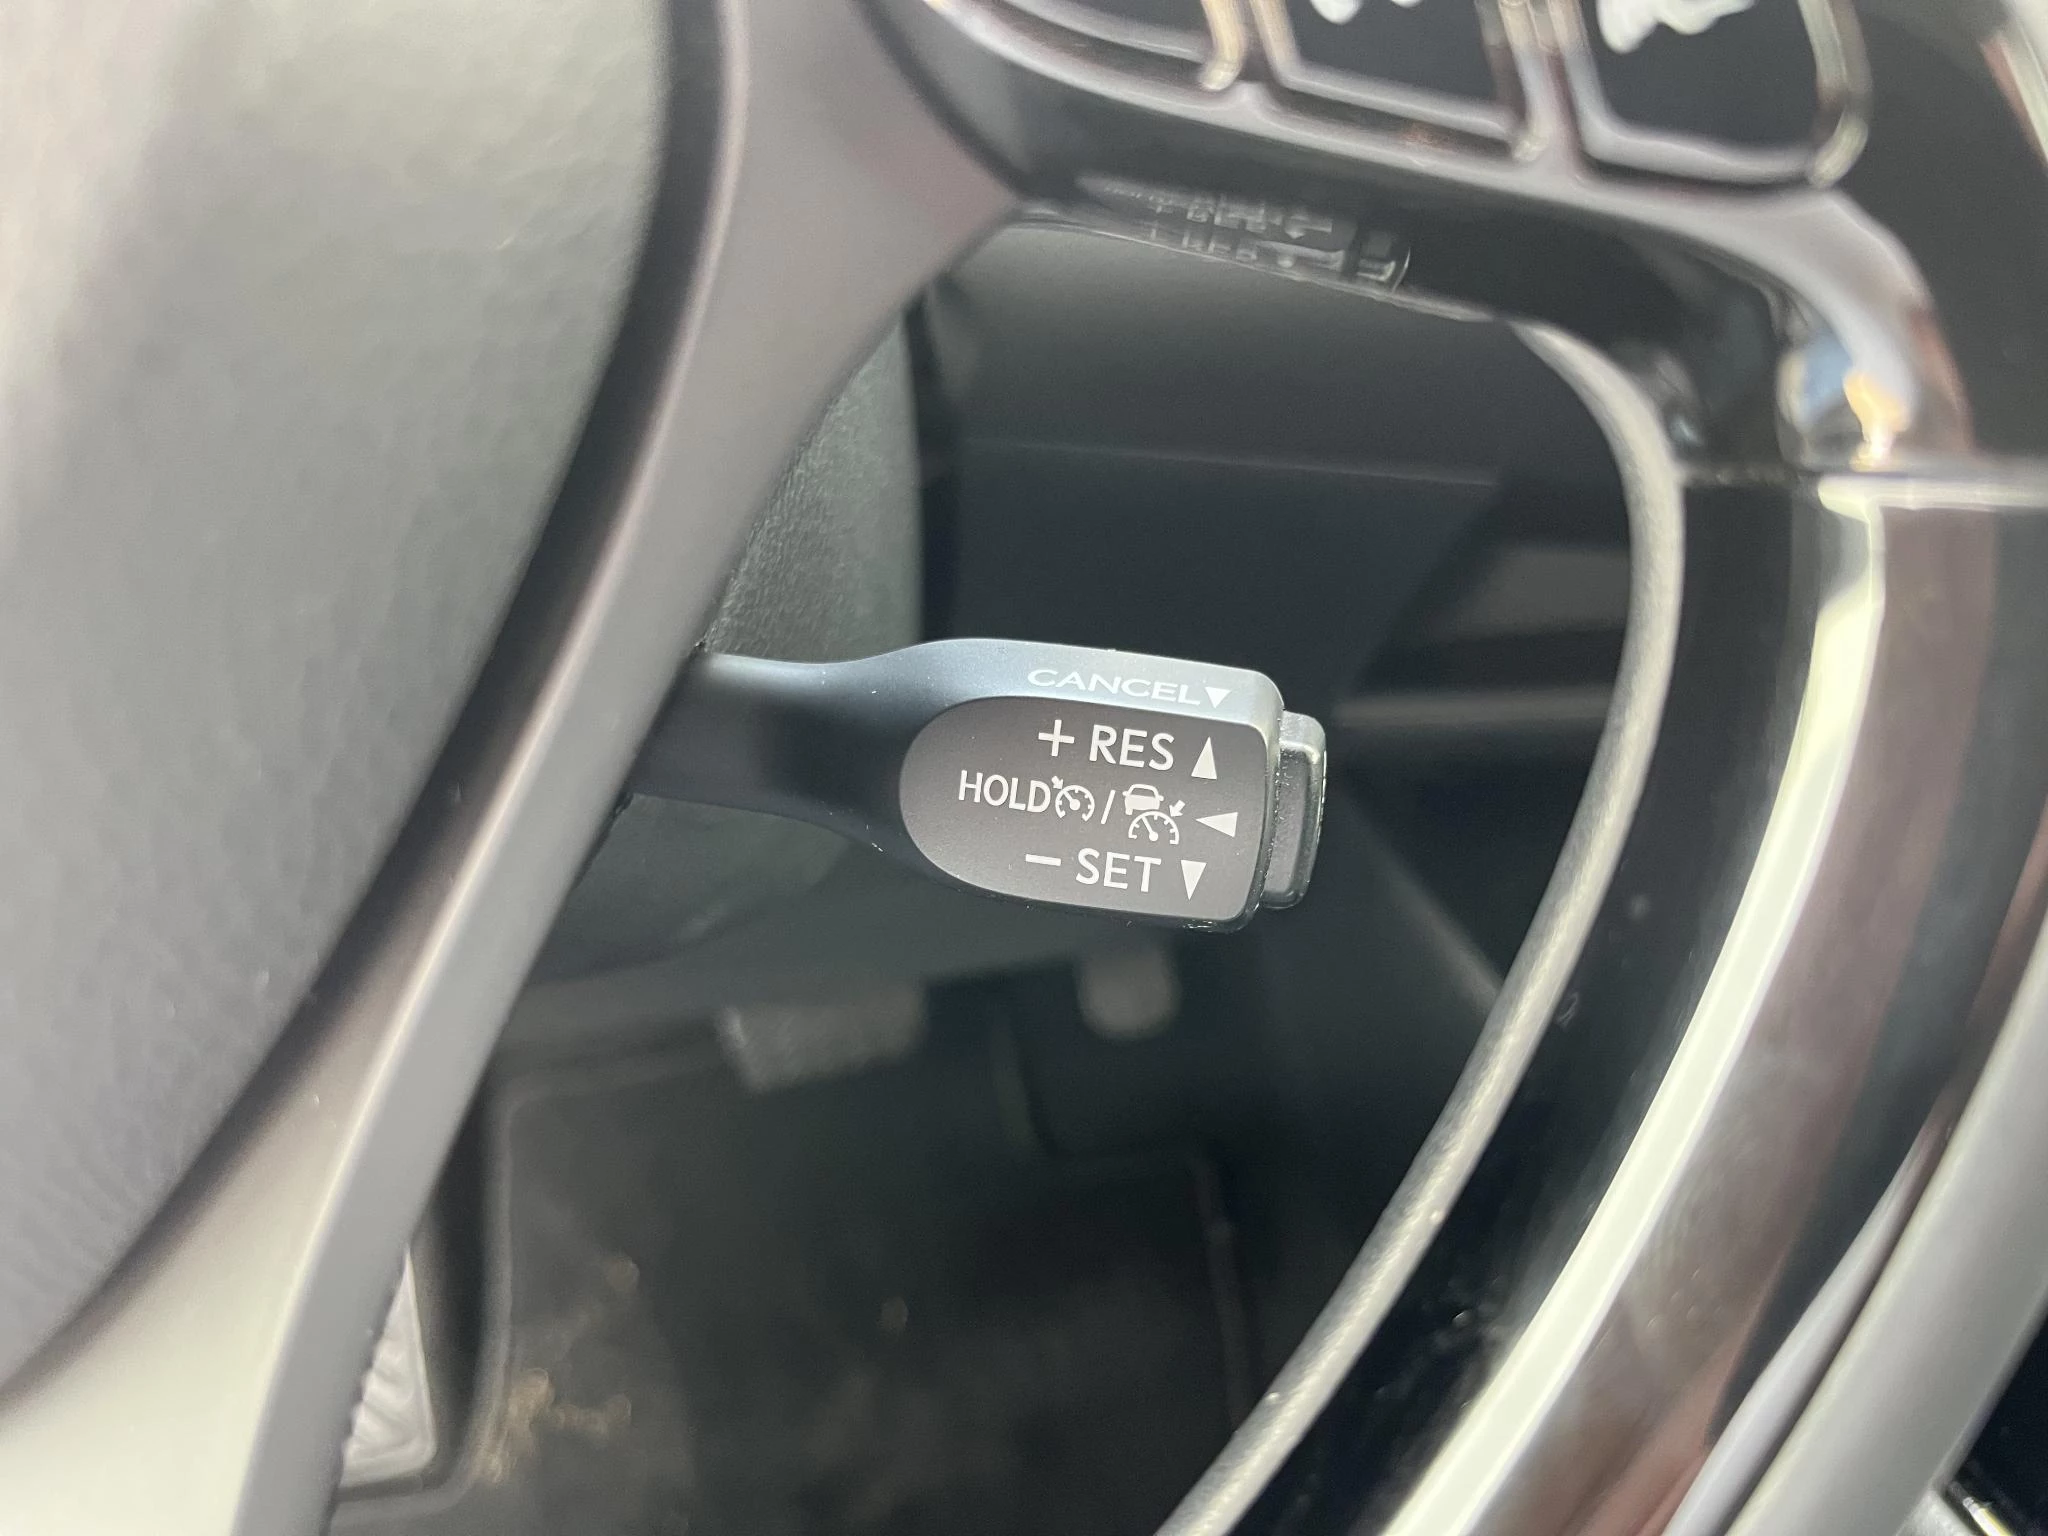 CANCEL▼
+ RES ▲
HOLD / ◀
− SET ▼